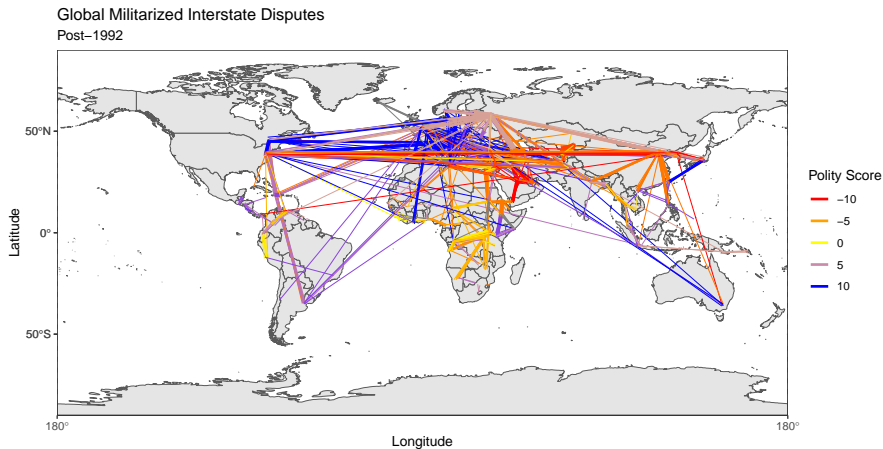 Global Militarized Interstate Disputes
Post−1992
50°N
0°
50°S
180°
180°
Latitude
Longitude
Polity Score
−10
−5
0
5
10